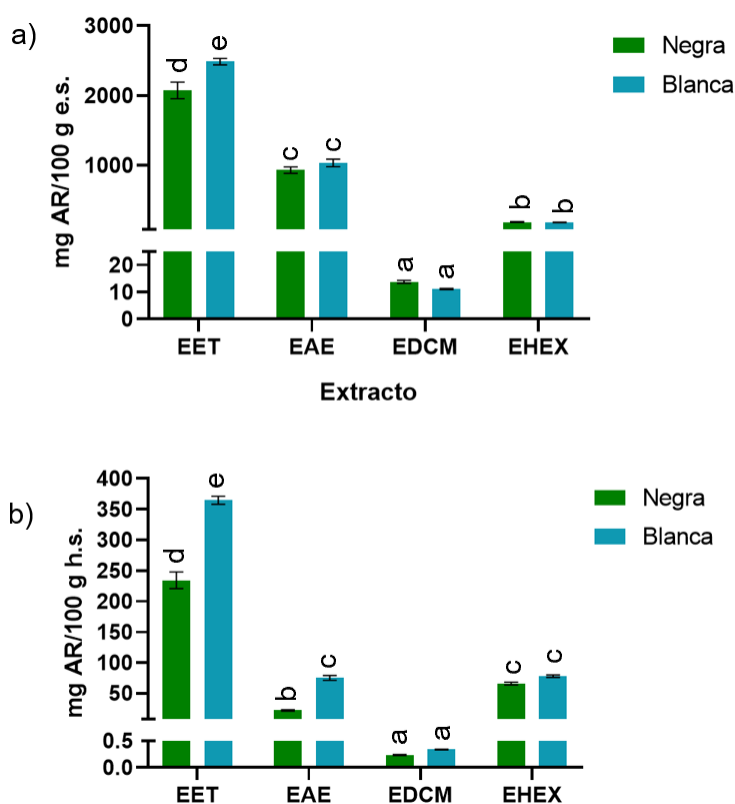 a)
mg AR/100 g e.s.
3000
2000
1000
20
10
0
d
e
c
c
a
a
b
b
Negra
Blanca
EET
EAE
EDCM
EHEX
Extracto
b)
mg AR/100 g h.s.
400
350
300
250
200
150
100
50
0.5
0.0
d
e
b
c
a
a
c
c
Negra
Blanca
EET
EAE
EDCM
EHEX